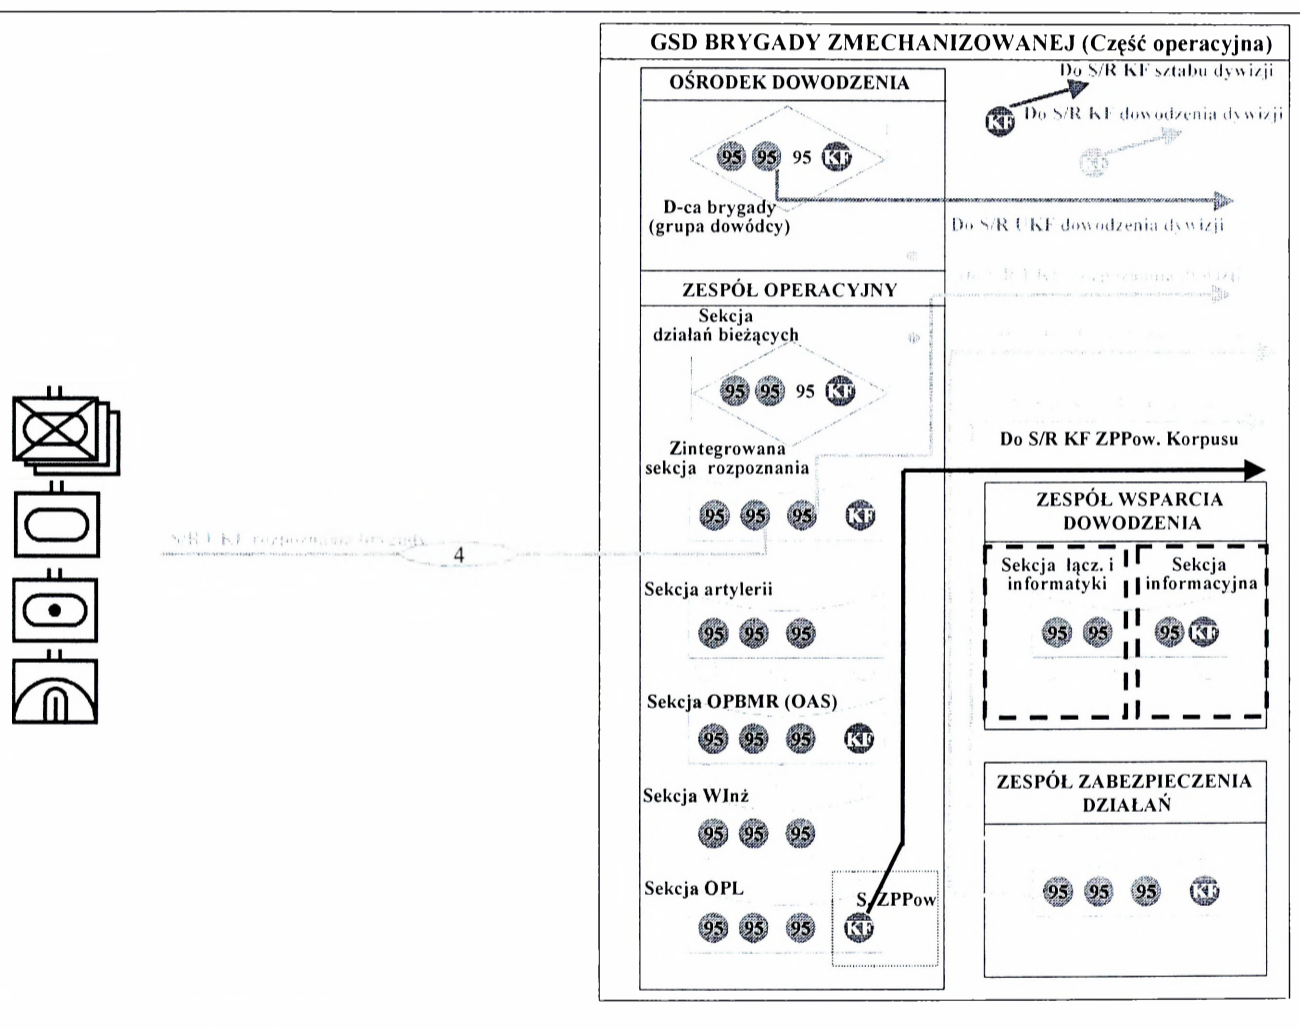 GSD BRYGADY ZMECHANIZOWANEJ (Część operacyjna)
OŚRODEK DOWODZENIA
95 95 95 KF
D-ca brygady
(grupa dowódcy)
Do S/R KF sztabu dywizji
KF
Do S/R KF dowodzenia dywizji
KF
Do S/R UKF dowodzenia dywizji
ZESPÓŁ OPERACYJNY
Sekcja
działań bieżących
95 95 95 KF
Zintegrowana
sekcja rozpoznania
95 95 95 KF
S/R UKF rozpoznania brygady
4
Sekcja artylerii
95 95 95
Sekcja OPBMR (OAS)
95 95 95 KF
Sekcja WInż
95 95 95
Sekcja OPL
S. ZPPow
95 95 95 KF
Do S/R KF ZPPow. Korpusu
ZESPÓŁ WSPARCIA
DOWODZENIA
Sekcja łącz. i
informatyki
95 95
Sekcja
informacyjna
95 KF
ZESPÓŁ ZABEZPIECZENIA
DZIAŁAŃ
95 95 95 KF